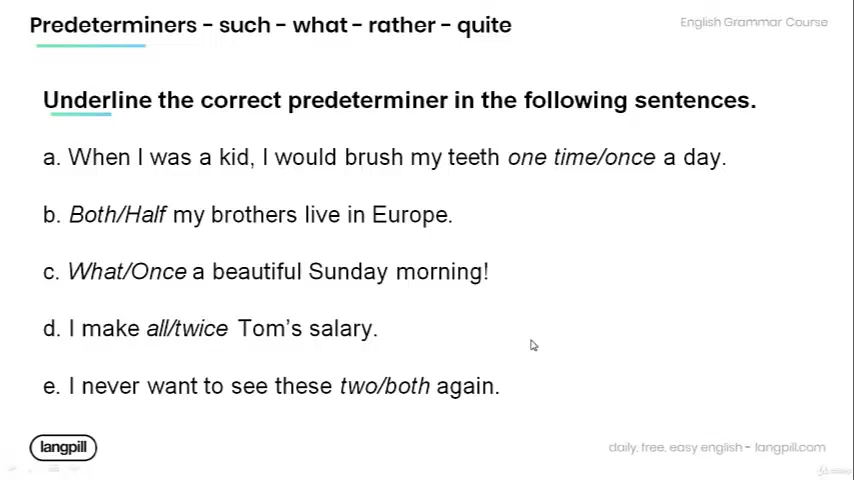 Predeterminers – such – what – rather – quite
English Grammar Course
Underline the correct predeterminer in the following sentences.
a. When I was a kid, I would brush my teeth one time/once a day.
b. Both/Half my brothers live in Europe.
c. What/Once a beautiful Sunday morning!
d. I make all/twice Tom's salary.
e. I never want to see these two/both again.
langpill
daily, free, easy english - langpill.com